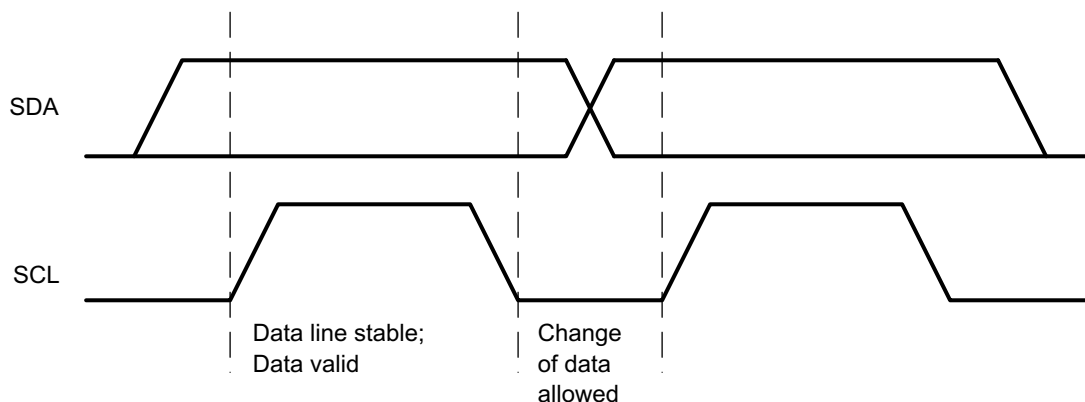 SDA
SCL
Data line stable;
Data valid
Change
of data
allowed